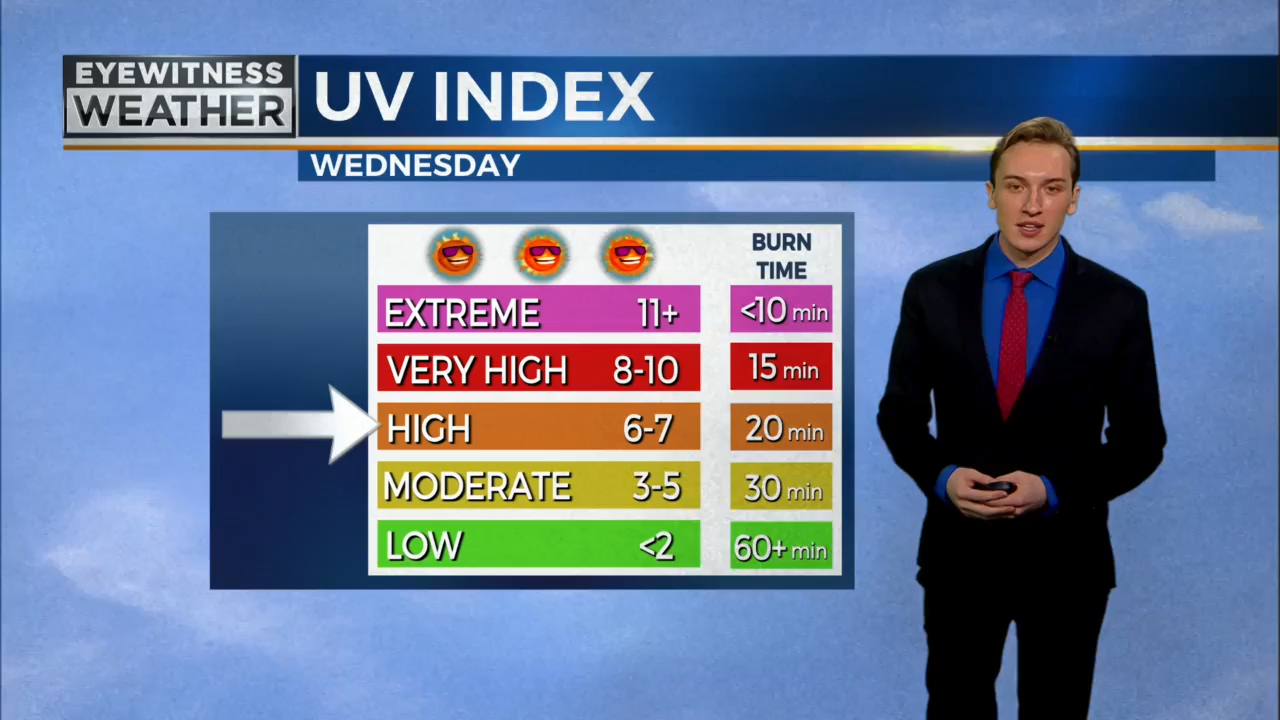 EYEWITNESS
WEATHER
UV INDEX
WEDNESDAY
BURN
TIME
EXTREME 11+ <10 min
VERY HIGH 8-10 15 min
HIGH 6-7 20 min
MODERATE 3-5 30 min
LOW <2 60+ min